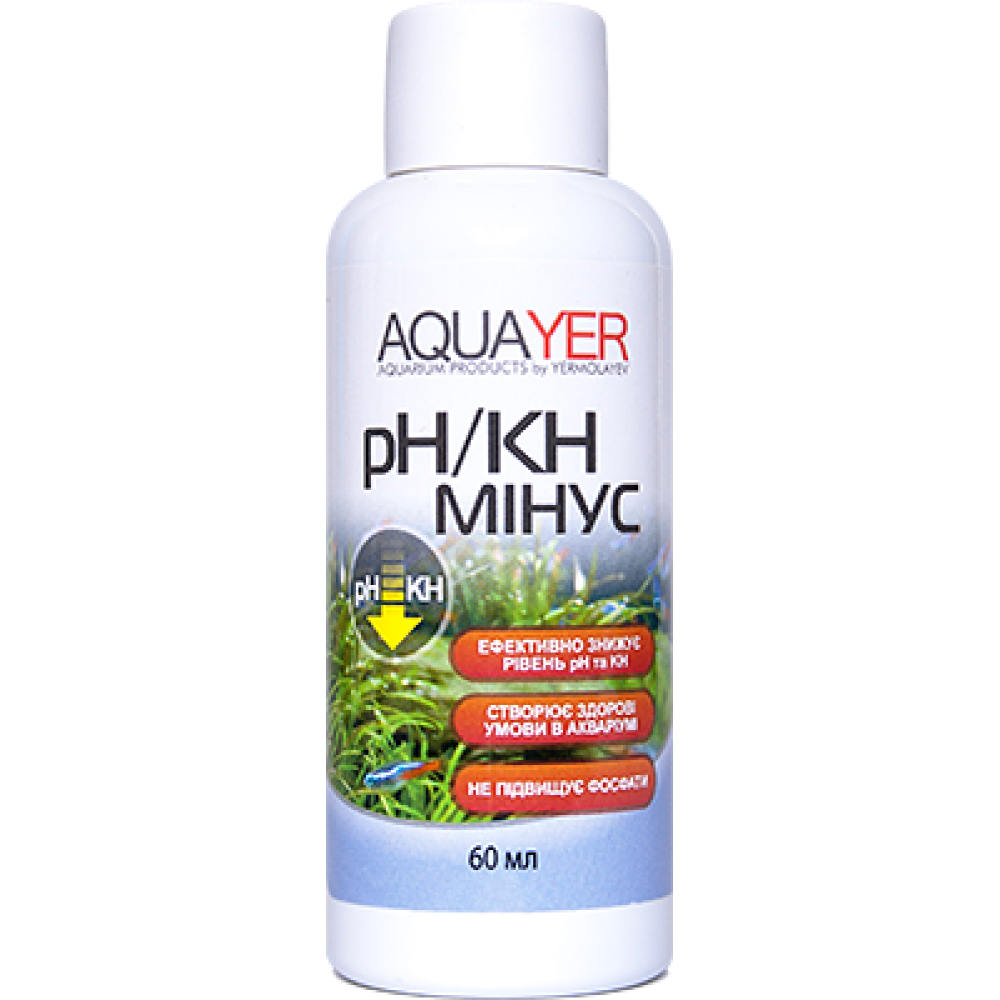 AQUAYER
AQUARIUM PRODUCTS by YERMOLAYEV
pH/KH
МІНУС
pH KH
ЕФЕКТИВНО ЗНИЖУЄ
РІВЕНЬ pH та KH
СТВОРЮЄ ЗДОРОВІ
УМОВИ В АКВАРІУМІ
НЕ ПІДВИЩУЄ ФОСФАТИ
60 мл